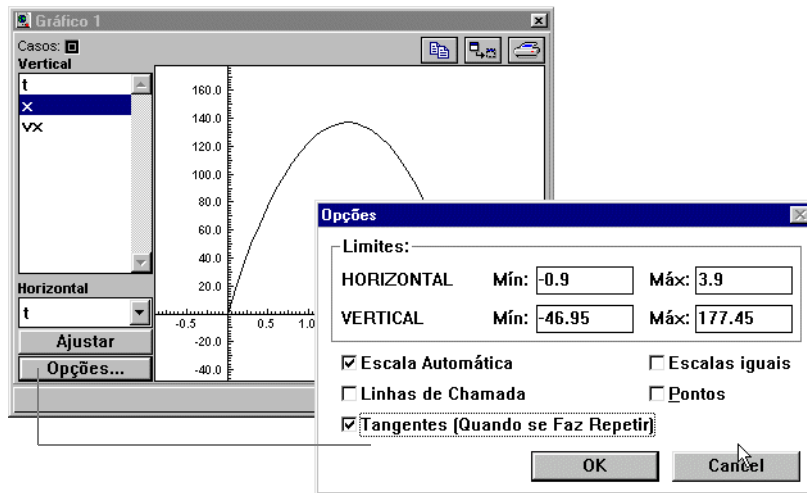 Gráfico 1
Casos:
Vertical
t
x
vx
Horizontal
t
Ajustar
Opções...
160.0
140.0
120.0
100.0
80.0
60.0
40.0
20.0
-20.0
-40.0
-0.5
0.5
1.0
Opções
Limites:
HORIZONTAL Mín: -0.9 Máx: 3.9
VERTICAL Mín: -46.95 Máx: 177.45
Escala Automática Escalas iguais
Linhas de Chamada Pontos
Tangentes (Quando se Faz Repetir)
OK Cancel